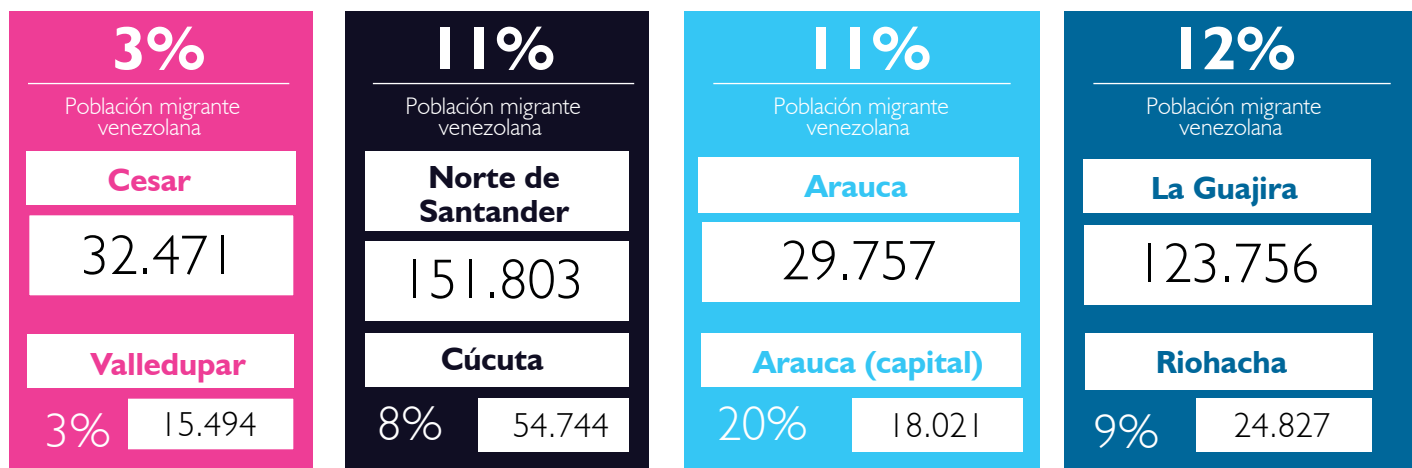 3%
Población migrante
venezolana
Cesar
32.471
Valledupar
3%
15.494
11%
Población migrante
venezolana
Norte de
Santander
151.803
Cúcuta
8%
54.744
11%
Población migrante
venezolana
Arauca
29.757
Arauca (capital)
20%
18.021
12%
Población migrante
venezolana
La Guajira
123.756
Riohacha
9%
24.827